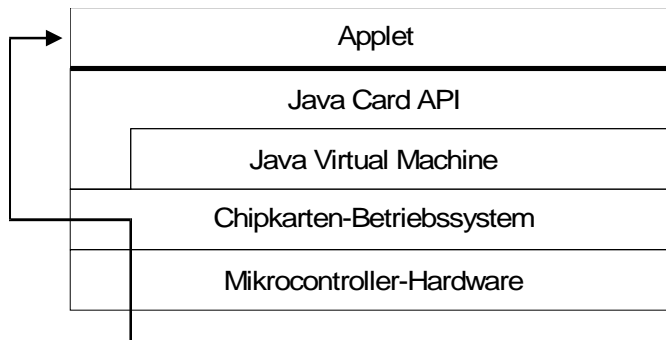 Applet
Java Card API
Java Virtual Machine
Chipkarten-Betriebssystem
Mikrocontroller-Hardware